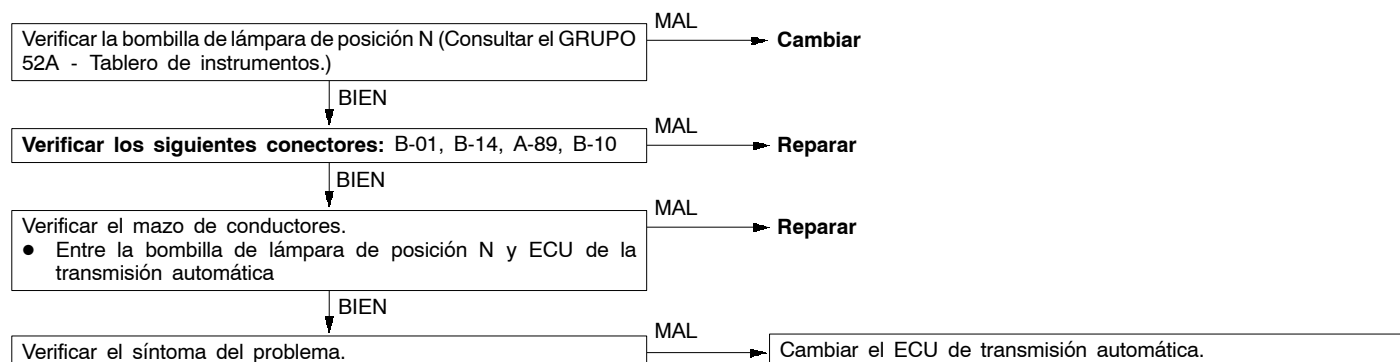 Verificar la bombilla de lámpara de posición N (Consultar el GRUPO
52A - Tablero de instrumentos.)
MAL
Cambiar
BIEN
Verificar los siguientes conectores: B-01, B-14, A-89, B-10
MAL
Reparar
BIEN
Verificar el mazo de conductores.
● Entre la bombilla de lámpara de posición N y ECU de la
transmisión automática
MAL
Reparar
BIEN
Verificar el síntoma del problema.
MAL
Cambiar el ECU de transmisión automática.